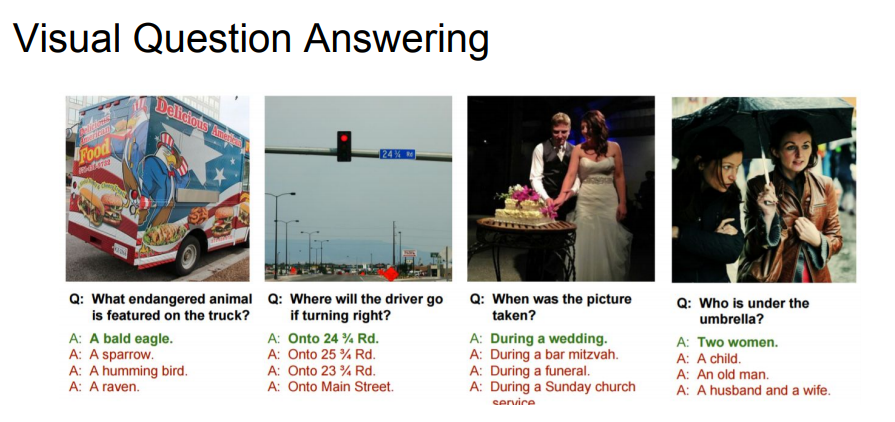 Visual Question Answering
Delicious American
Delicious
American
Food
24 ¾ Rd
Q: What endangered animal
is featured on the truck?
A: A bald eagle.
A: A sparrow.
A: A humming bird.
A: A raven.
Q: Where will the driver go
if turning right?
A: Onto 24 ¾ Rd.
A: Onto 25 ¾ Rd.
A: Onto 23 ¾ Rd.
A: Onto Main Street.
Q: When was the picture
taken?
A: During a wedding.
A: During a bar mitzvah.
A: During a funeral.
A: During a Sunday church
service
Q: Who is under the
umbrella?
A: Two women.
A: A child.
A: An old man.
A: A husband and a wife.